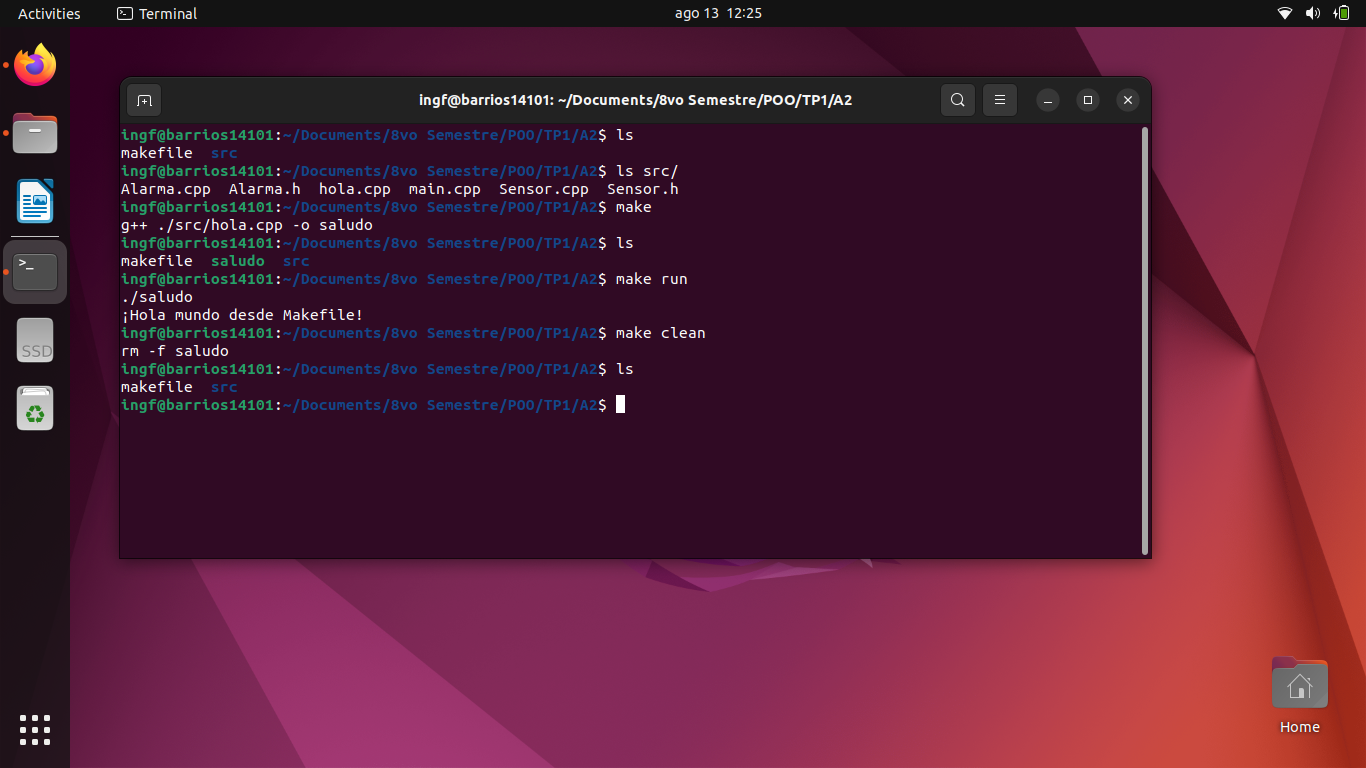 Activities
Terminal
ago 13 12:25
ingf@barrios14101: ~/Documents/8vo Semestre/POO/TP1/A2
ingf@barrios14101:~/Documents/8vo Semestre/POO/TP1/A2$ ls
makefile  src
ingf@barrios14101:~/Documents/8vo Semestre/POO/TP1/A2$ ls src/
Alarma.cpp  Alarma.h  hola.cpp  main.cpp  Sensor.cpp  Sensor.h
ingf@barrios14101:~/Documents/8vo Semestre/POO/TP1/A2$ make
g++ ./src/hola.cpp -o saludo
ingf@barrios14101:~/Documents/8vo Semestre/POO/TP1/A2$ ls
makefile  saludo  src
ingf@barrios14101:~/Documents/8vo Semestre/POO/TP1/A2$ make run
./saludo
¡Hola mundo desde Makefile!
ingf@barrios14101:~/Documents/8vo Semestre/POO/TP1/A2$ make clean
rm -f saludo
ingf@barrios14101:~/Documents/8vo Semestre/POO/TP1/A2$ ls
makefile  src
ingf@barrios14101:~/Documents/8vo Semestre/POO/TP1/A2$
>_
SSD
Home